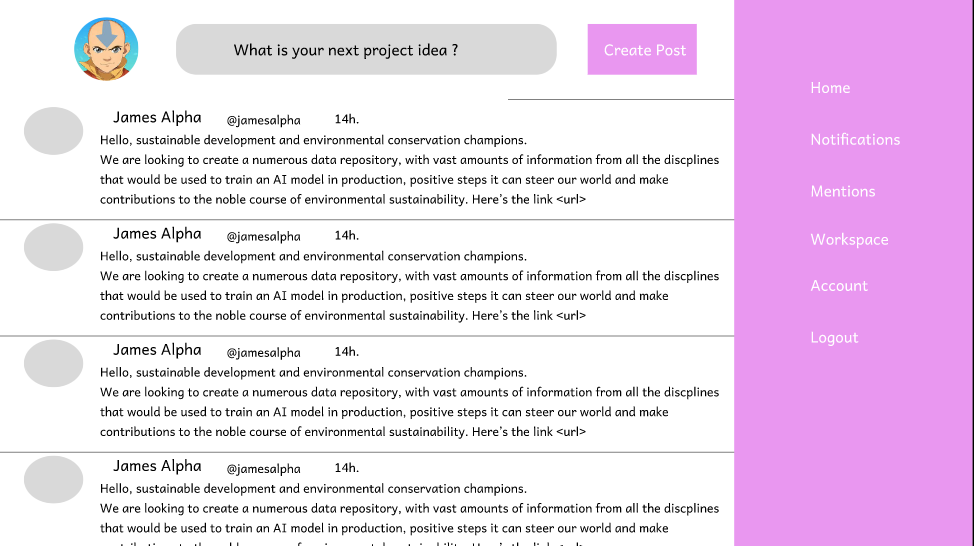 What is your next project idea ?
Create Post
James Alpha @jamesalpha 14h.
Hello, sustainable development and environmental conservation champions.
We are looking to create a numerous data repository, with vast amounts of information from all the discplines
that would be used to train an AI model in production, positive steps it can steer our world and make
contributions to the noble course of environmental sustainability. Here's the link <url>
James Alpha @jamesalpha 14h.
Hello, sustainable development and environmental conservation champions.
We are looking to create a numerous data repository, with vast amounts of information from all the discplines
that would be used to train an AI model in production, positive steps it can steer our world and make
contributions to the noble course of environmental sustainability. Here's the link <url>
James Alpha @jamesalpha 14h.
Hello, sustainable development and environmental conservation champions.
We are looking to create a numerous data repository, with vast amounts of information from all the discplines
that would be used to train an AI model in production, positive steps it can steer our world and make
contributions to the noble course of environmental sustainability. Here's the link <url>
James Alpha @jamesalpha 14h.
Hello, sustainable development and environmental conservation champions.
We are looking to create a numerous data repository, with vast amounts of information from all the discplines
that would be used to train an AI model in production, positive steps it can steer our world and make
Home
Notifications
Mentions
Workspace
Account
Logout